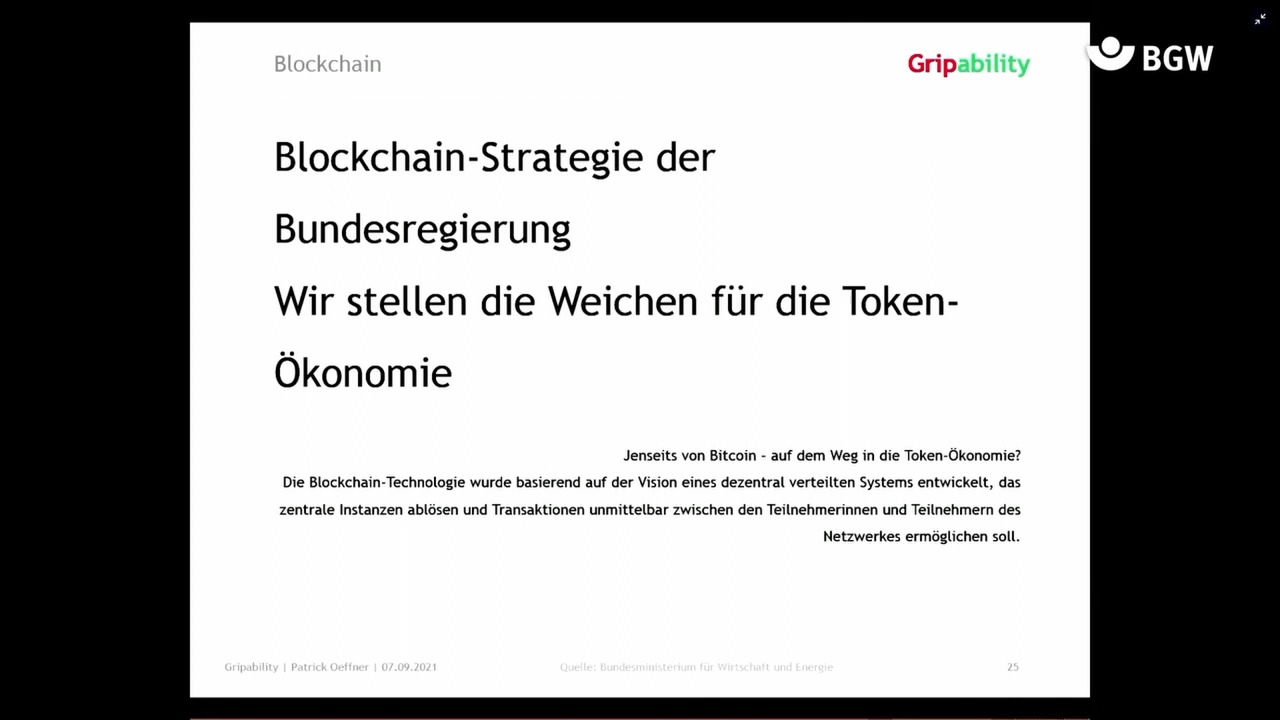 Blockchain
Gripability
BGW
Blockchain-Strategie der
Bundesregierung
Wir stellen die Weichen für die Token-
Ökonomie
Jenseits von Bitcoin - auf dem Weg in die Token-Ökonomie?
Die Blockchain-Technologie wurde basierend auf der Vision eines dezentral verteilten Systems entwickelt, das
zentrale Instanzen ablösen und Transaktionen unmittelbar zwischen den Teilnehmerinnen und Teilnehmern des
Netzwerkes ermöglichen soll.
Gripability | Patrick Oeffner | 07.09.2021
Quelle: Bundesministerium für Wirtschaft und Energie
25